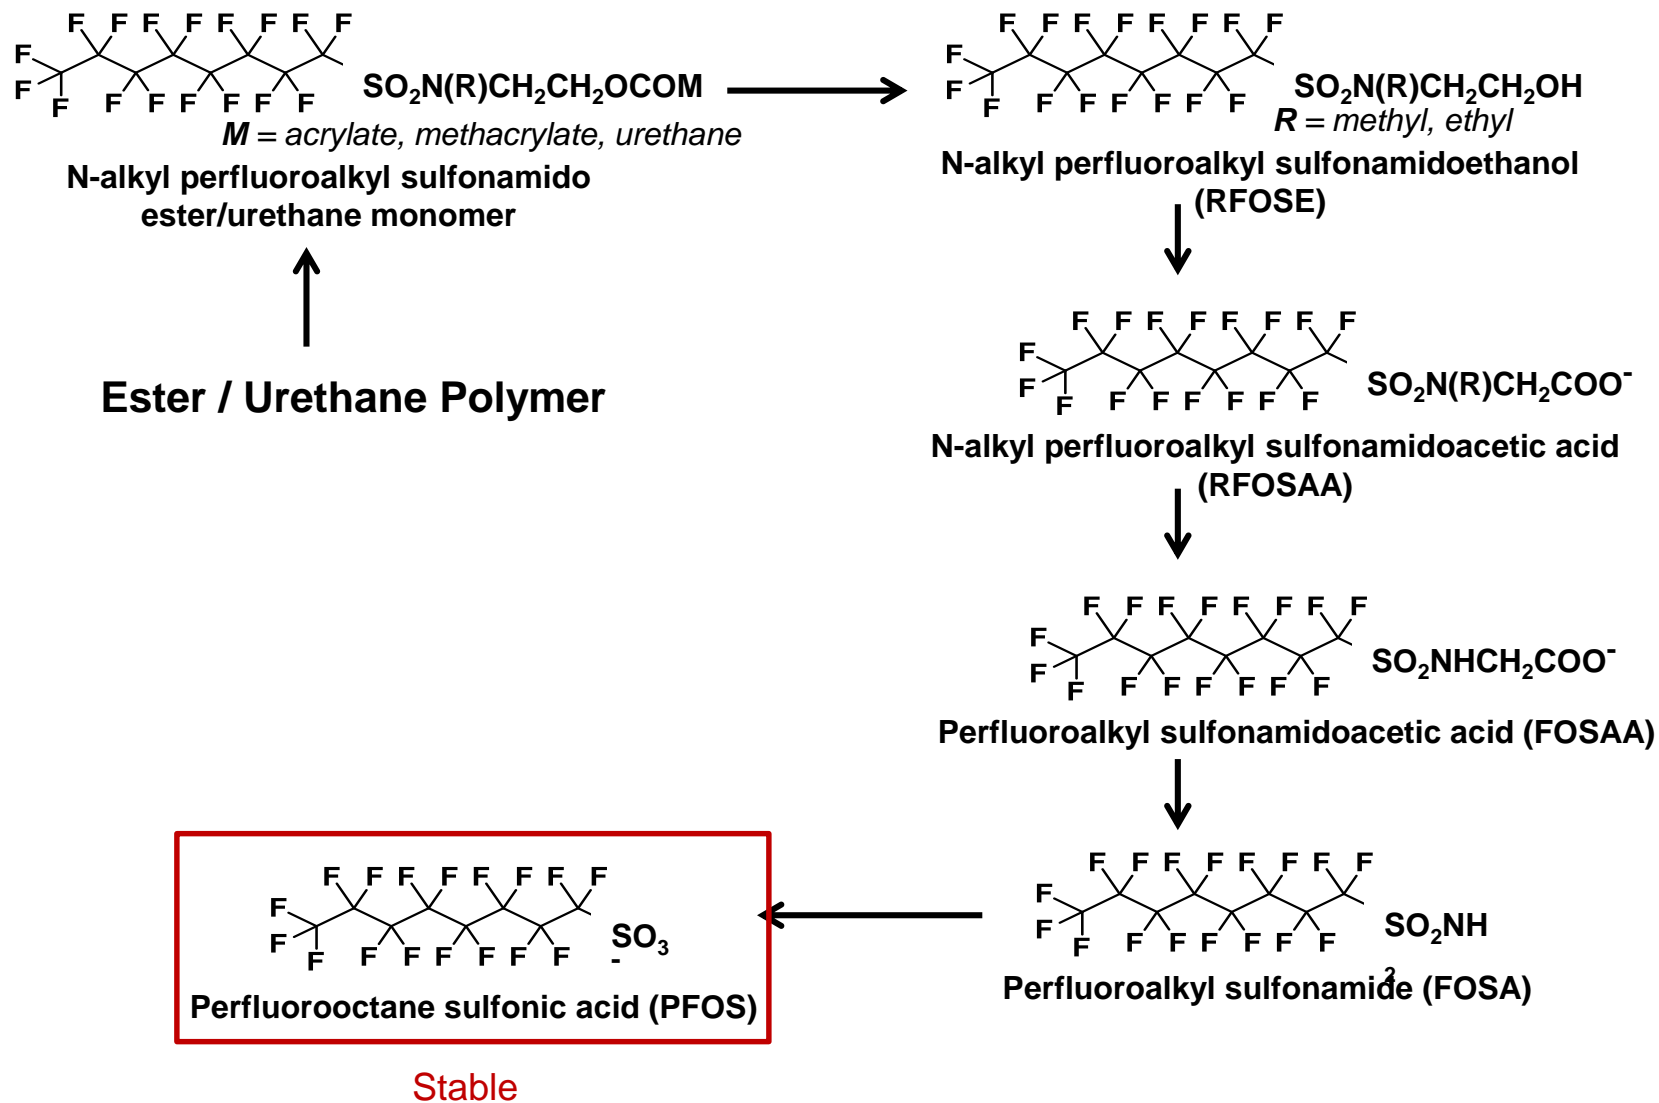 F F F F F F F F
F
F
F F F F F F F
SO₂N(R)CH₂CH₂OCOM
M = acrylate, methacrylate, urethane
N-alkyl perfluoroalkyl sulfonamido
ester/urethane monomer
Ester / Urethane Polymer
F F F F F F F F
F
F
F F F F F F F
SO₂N(R)CH₂CH₂OH
R = methyl, ethyl
N-alkyl perfluoroalkyl sulfonamidoethanol
(RFOSE)
F F F F F F F F
F
F
F F F F F F F
SO₂N(R)CH₂COO⁻
N-alkyl perfluoroalkyl sulfonamidoacetic acid
(RFOSAA)
F F F F F F F F
F
F
F F F F F F F
SO₂NHCH₂COO⁻
Perfluoroalkyl sulfonamidoacetic acid (FOSAA)
F F F F F F F F
F
F
F F F F F F F
SO₂NH
2
Perfluoroalkyl sulfonamide (FOSA)
F F F F F F F F
F
F
F F F F F F F
SO₃
-
Perfluorooctane sulfonic acid (PFOS)
Stable